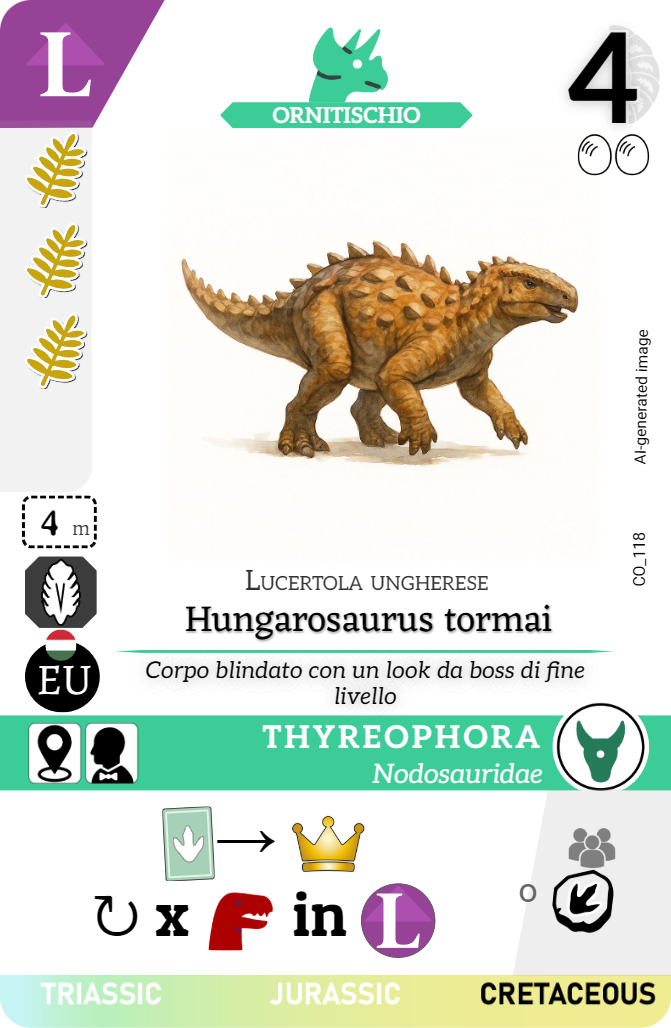 L
4
ORNITISCHIO
AI-generated image
4 m
CO_118
LUCERTOLA UNGHERESE
Hungarosaurus tormai
EU
Corpo blindato con un look da boss di fine
livello
THYREOPHORA
Nodosauridae
x in L
o
TRIASSIC JURASSIC CRETACEOUS